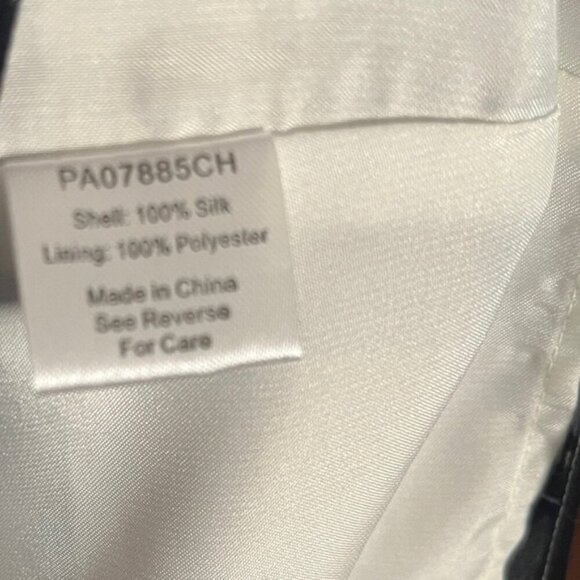 PA07885CH
Shell: 100% Silk
Lining: 100% Polyester
Made in China
See Reverse
For Care